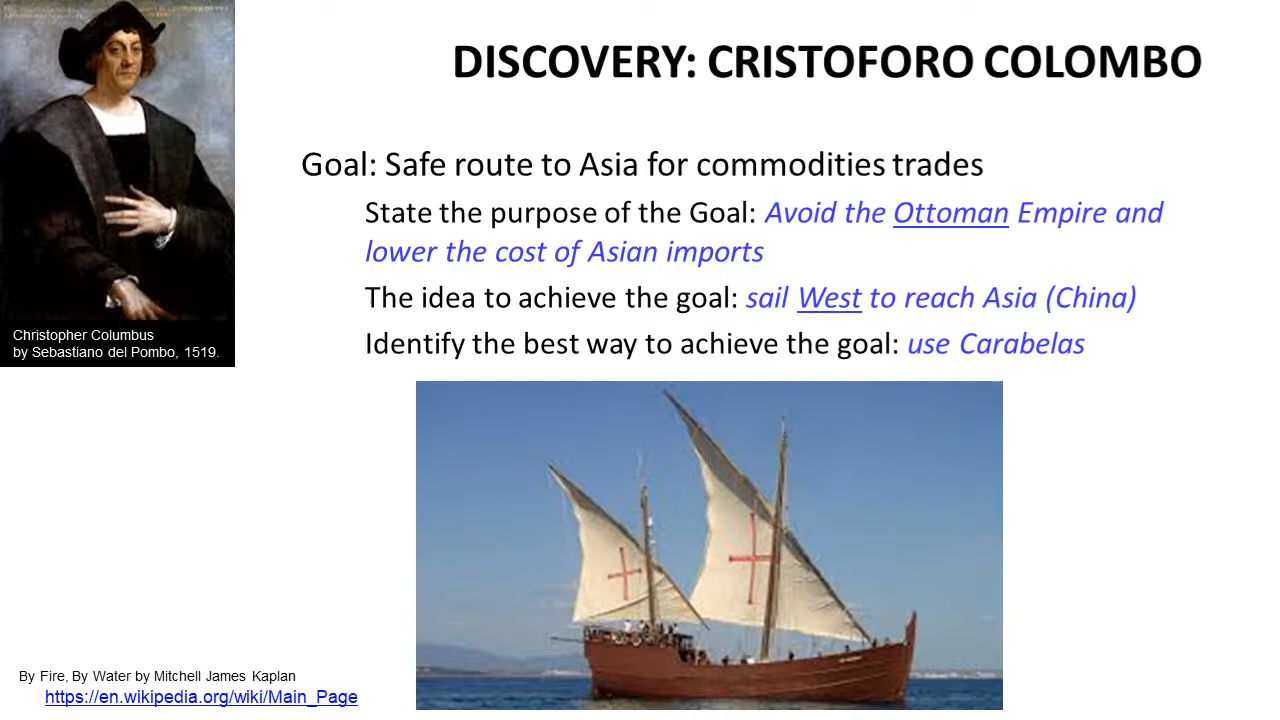 DISCOVERY: CRISTOFORO COLOMBO
Goal: Safe route to Asia for commodities trades
State the purpose of the Goal: Avoid the Ottoman Empire and
lower the cost of Asian imports
The idea to achieve the goal: sail West to reach Asia (China)
Identify the best way to achieve the goal: use Carabelas
Christopher Columbus
by Sebastiano del Pombo, 1519.
By Fire, By Water by Mitchell James Kaplan
https://en.wikipedia.org/wiki/Main_Page